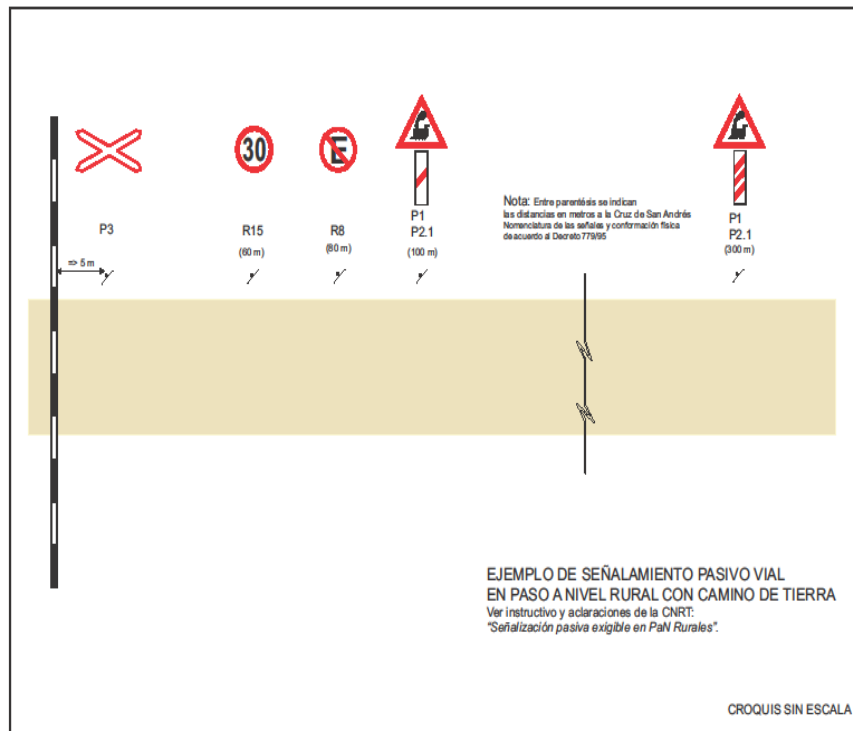 30
E
P3
R15
(60 m)
R8
(80 m)
P1
P2.1
(100 m)
Nota: Entre parentésis se indican
las distancias en metros a la Cruz de San Andrés
Nomenclatura de las señales y conformación física
de acuerdo al Decreto 779/95
P1
P2.1
(300 m)
=> 5 m
EJEMPLO DE SEÑALAMIENTO PASIVO VIAL
EN PASO A NIVEL RURAL CON CAMINO DE TIERRA
Ver instructivo y aclaraciones de la CNRT:
"Señalización pasiva exigible en PaN Rurales".
CROQUIS SIN ESCALA